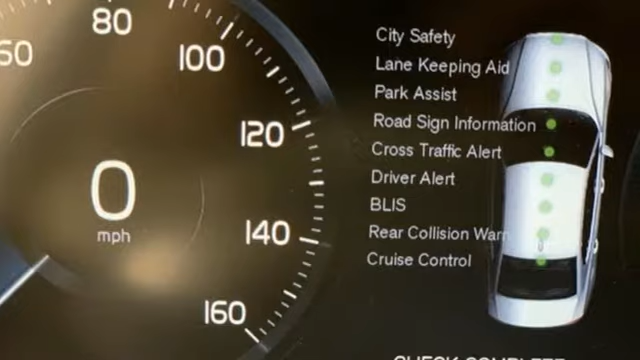 60
80
100
120
140
160
0
mph
City Safety
Lane Keeping Aid
Park Assist
Road Sign Information
Cross Traffic Alert
Driver Alert
BLIS
Rear Collision Warn
Cruise Control
CHECK COMPLETE